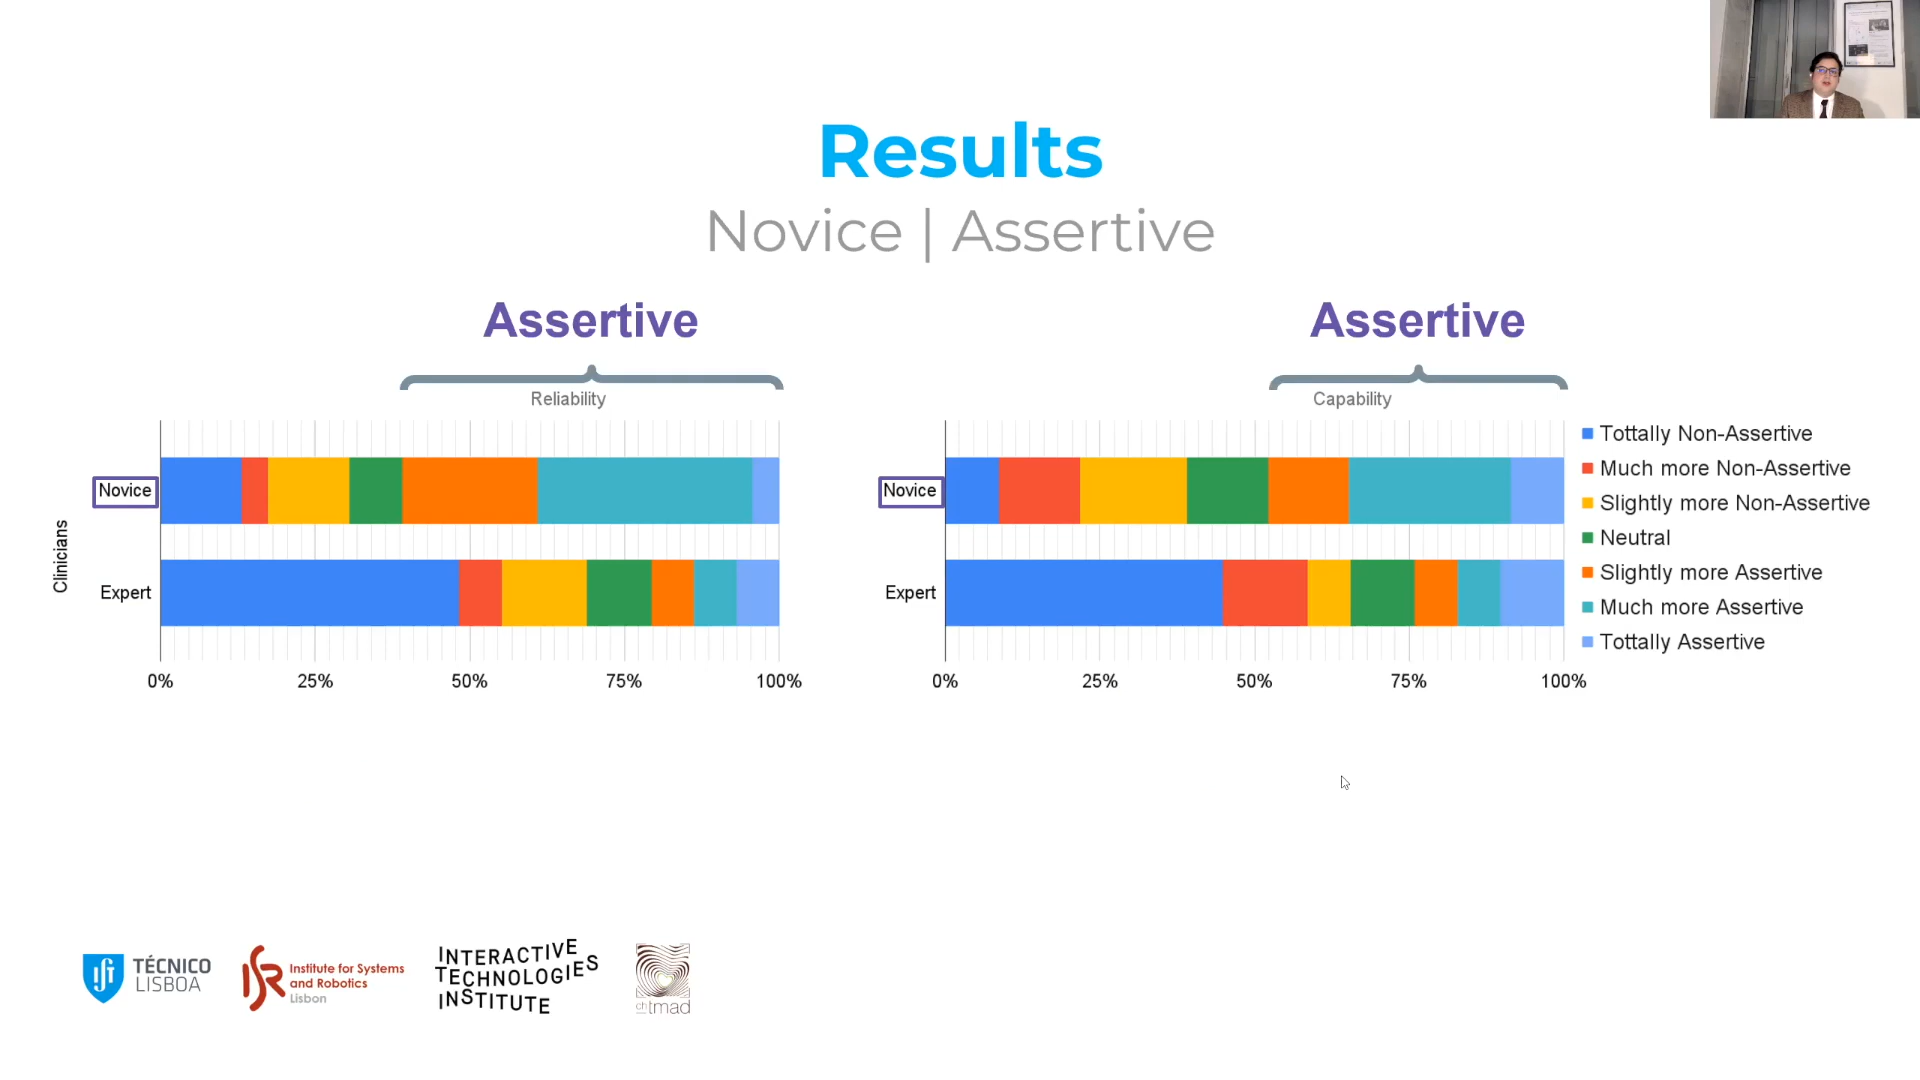 Results
Novice | Assertive
Assertive
Reliability
Clinicians
Novice
Expert
0% 25% 50% 75% 100%
Assertive
Capability
Novice
Expert
0% 25% 50% 75% 100%
Tottally Non-Assertive
Much more Non-Assertive
Slightly more Non-Assertive
Neutral
Slightly more Assertive
Much more Assertive
Tottally Assertive
TÉCNICO
LISBOA
Institute for Systems
and Robotics
Lisbon
INTERACTIVE
TECHNOLOGIES
INSTITUTE
chtmad